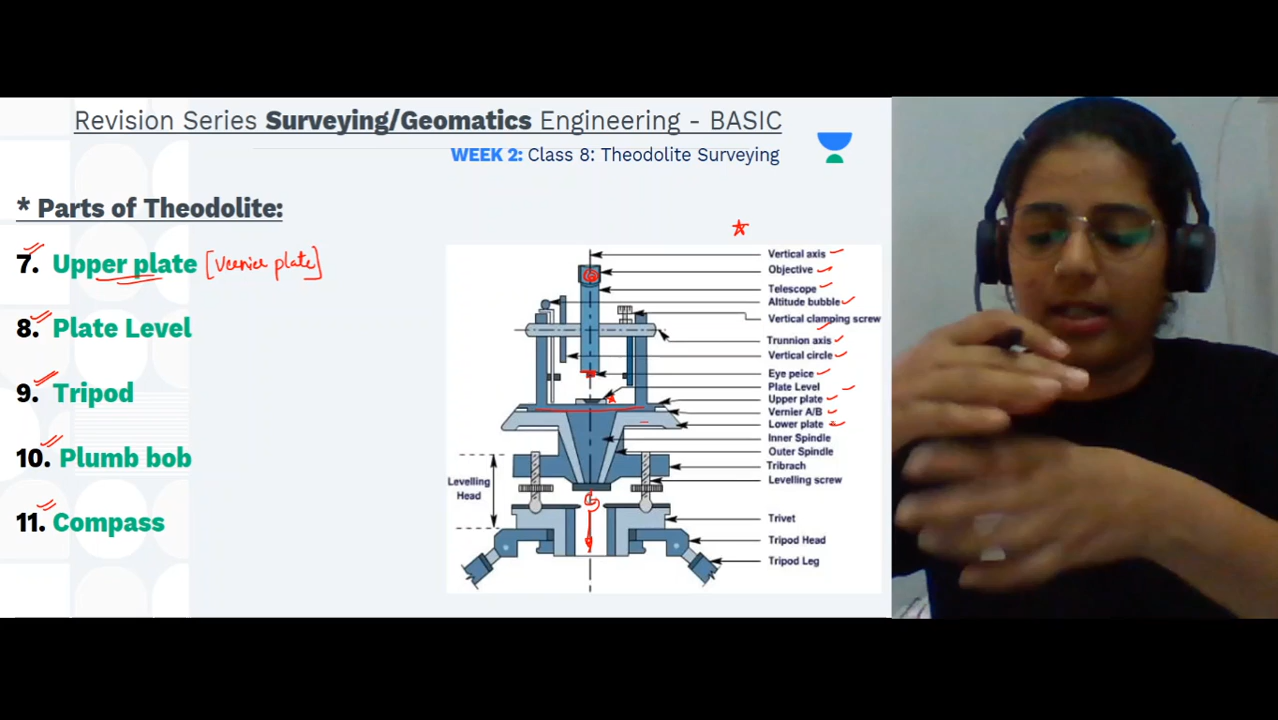 Revision Series Surveying/Geomatics Engineering - BASIC
WEEK 2: Class 8: Theodolite Surveying
* Parts of Theodolite:
7. Upper plate [Vernier plate]
8. Plate Level
9. Tripod
10. Plumb bob
11. Compass
Vertical axis
Objective
Telescope
Altitude bubble
Vertical clamping screw
Trunnion axis
Vertical circle
Eye peice
Plate Level
Upper plate
Vernier A/B
Lower plate
Inner Spindle
Outer Spindle
Tribrach
Levelling screw
Levelling
Head
Trivet
Tripod Head
Tripod Leg